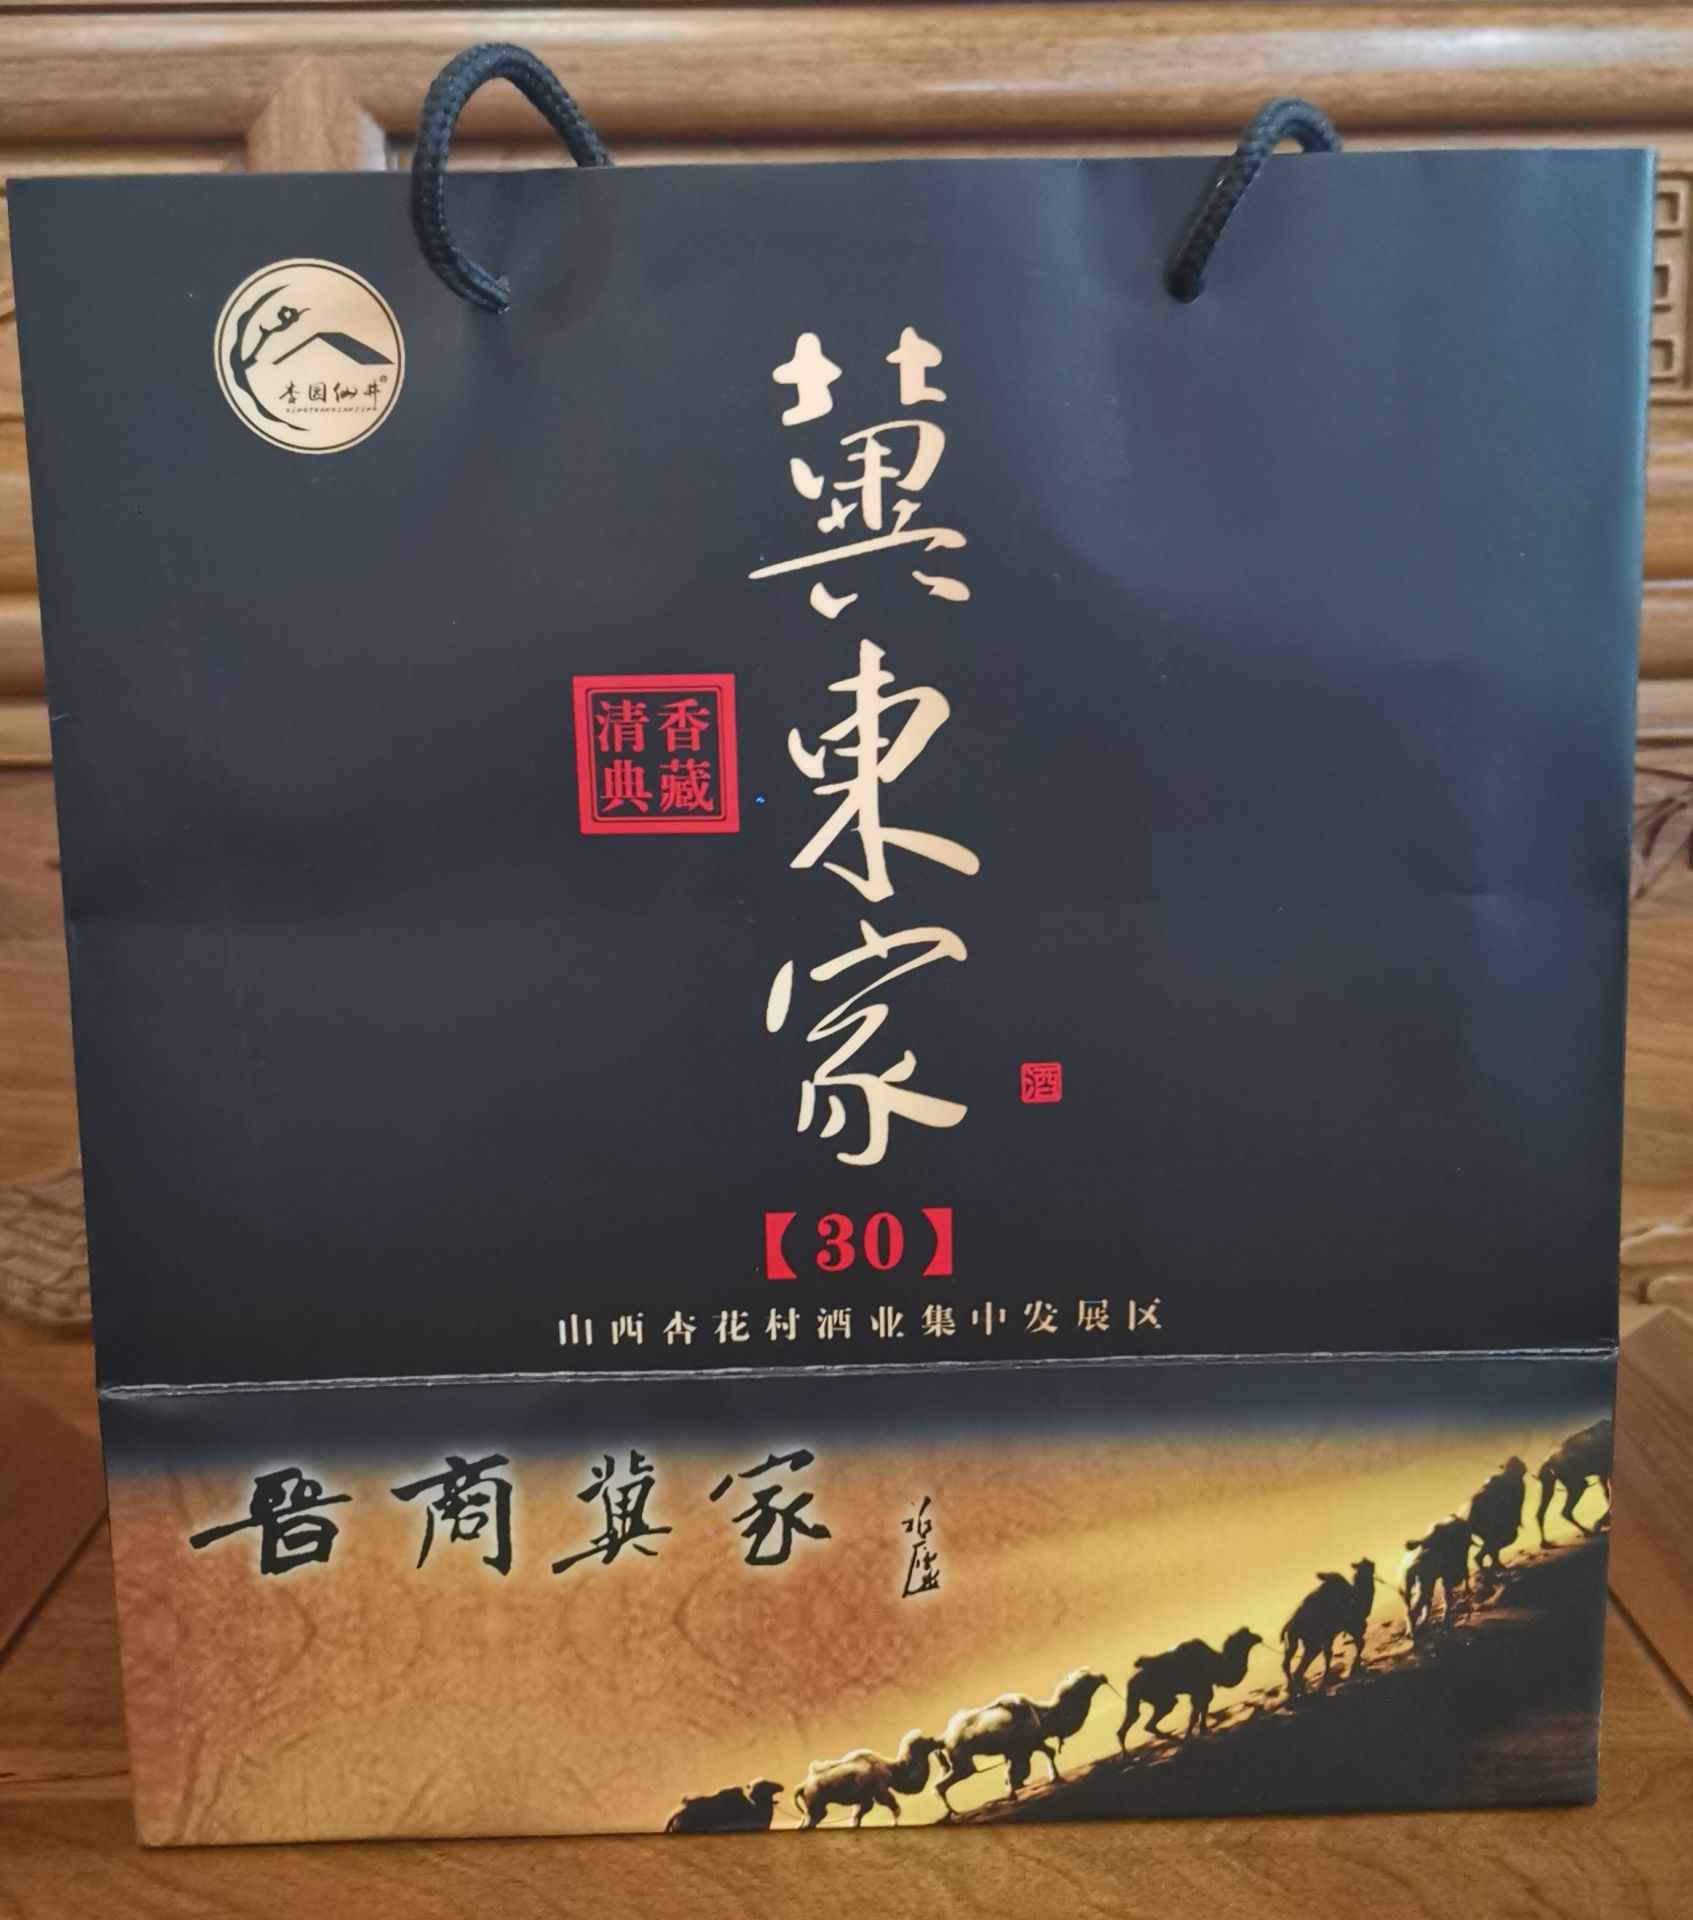 杏园仙井®
XINGYUANXIANJING
冀東家
清香
典藏
酒
【30】
山西杏花村酒业集中发展区
晋商冀家